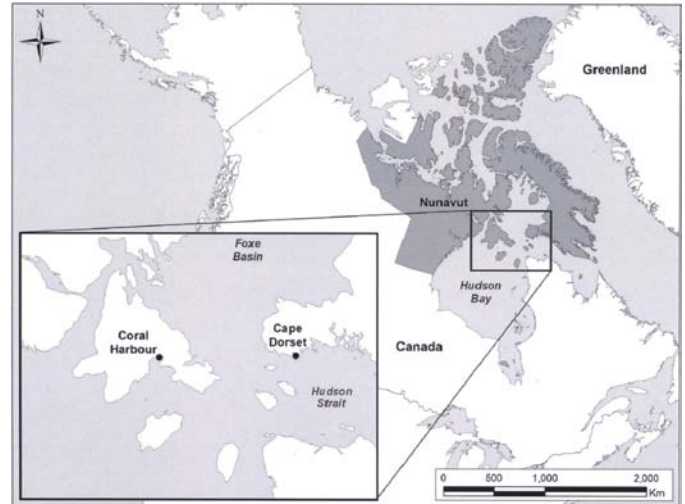 N
Greenland
Nunavut
Foxe
Basin
Hudson
Bay
Coral
Harbour
Cape
Dorset
Canada
Hudson
Strait
0 500 1,000 2,000
Km